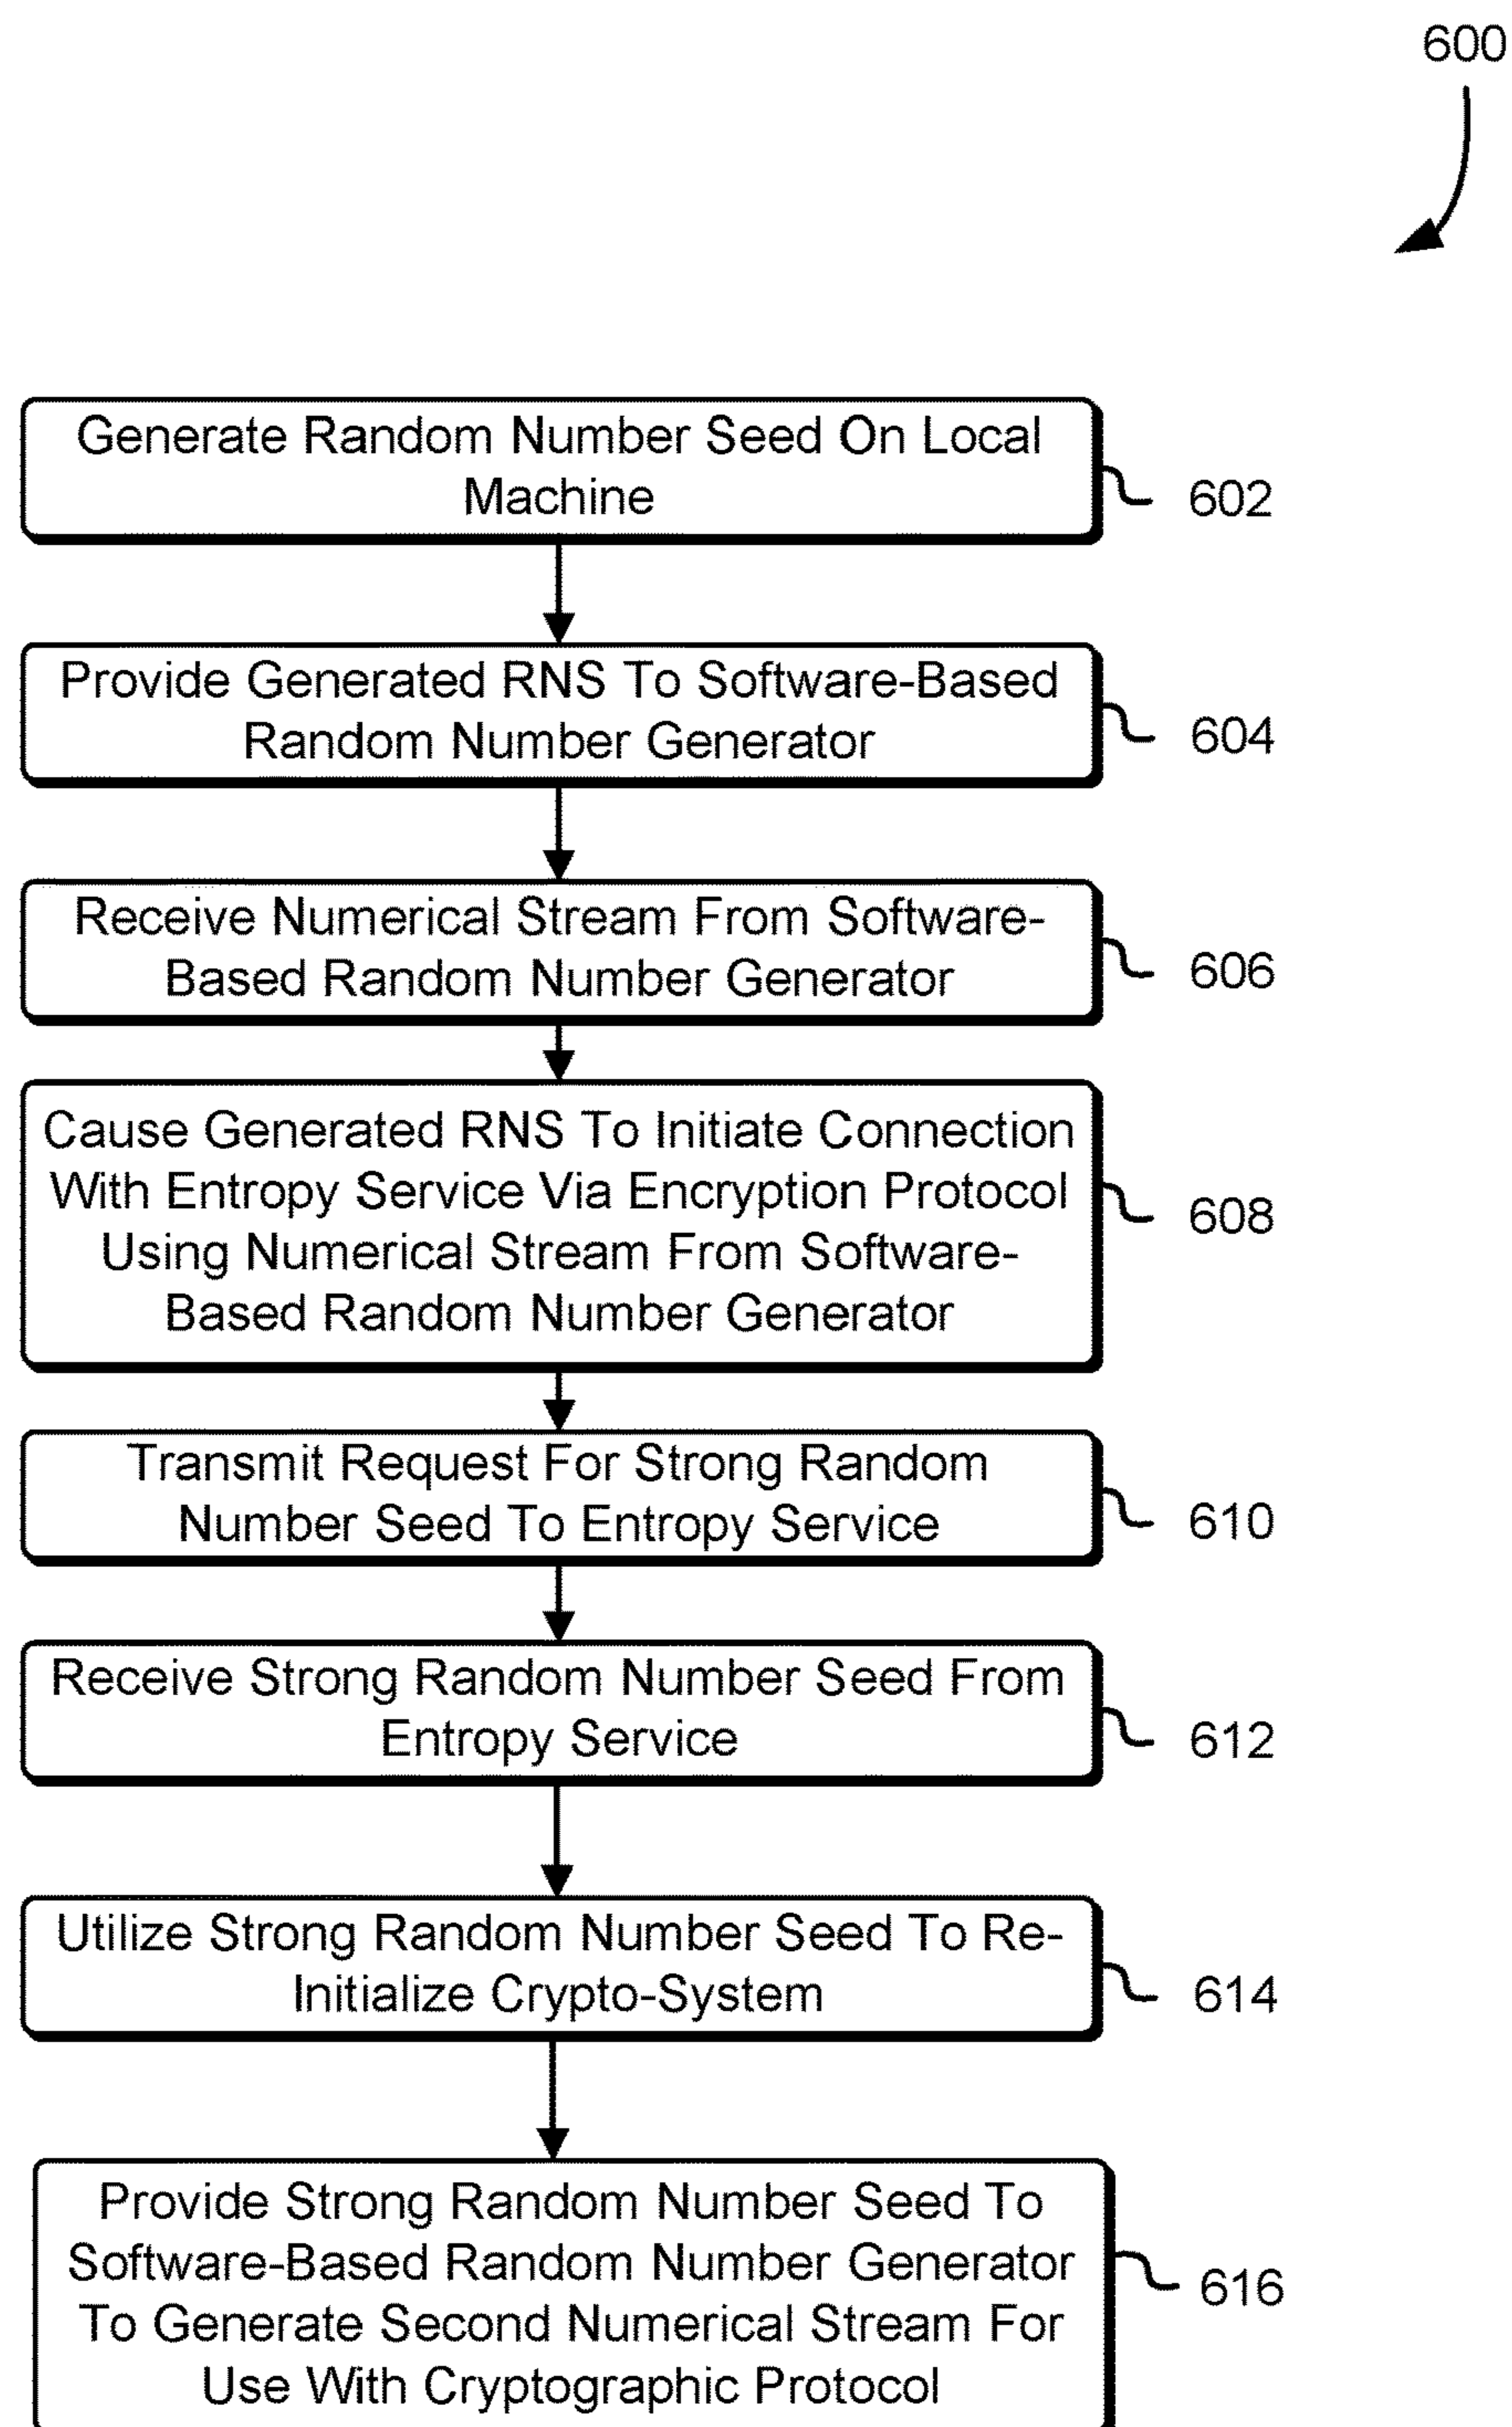 600
Generate Random Number Seed On Local
Machine
602
Provide Generated RNS To Software-Based
Random Number Generator
604
Receive Numerical Stream From Software-
Based Random Number Generator
606
Cause Generated RNS To Initiate Connection
With Entropy Service Via Encryption Protocol
Using Numerical Stream From Software-
Based Random Number Generator
608
Transmit Request For Strong Random
Number Seed To Entropy Service
610
Receive Strong Random Number Seed From
Entropy Service
612
Utilize Strong Random Number Seed To Re-
Initialize Crypto-System
614
Provide Strong Random Number Seed To
Software-Based Random Number Generator
To Generate Second Numerical Stream For
Use With Cryptographic Protocol
616